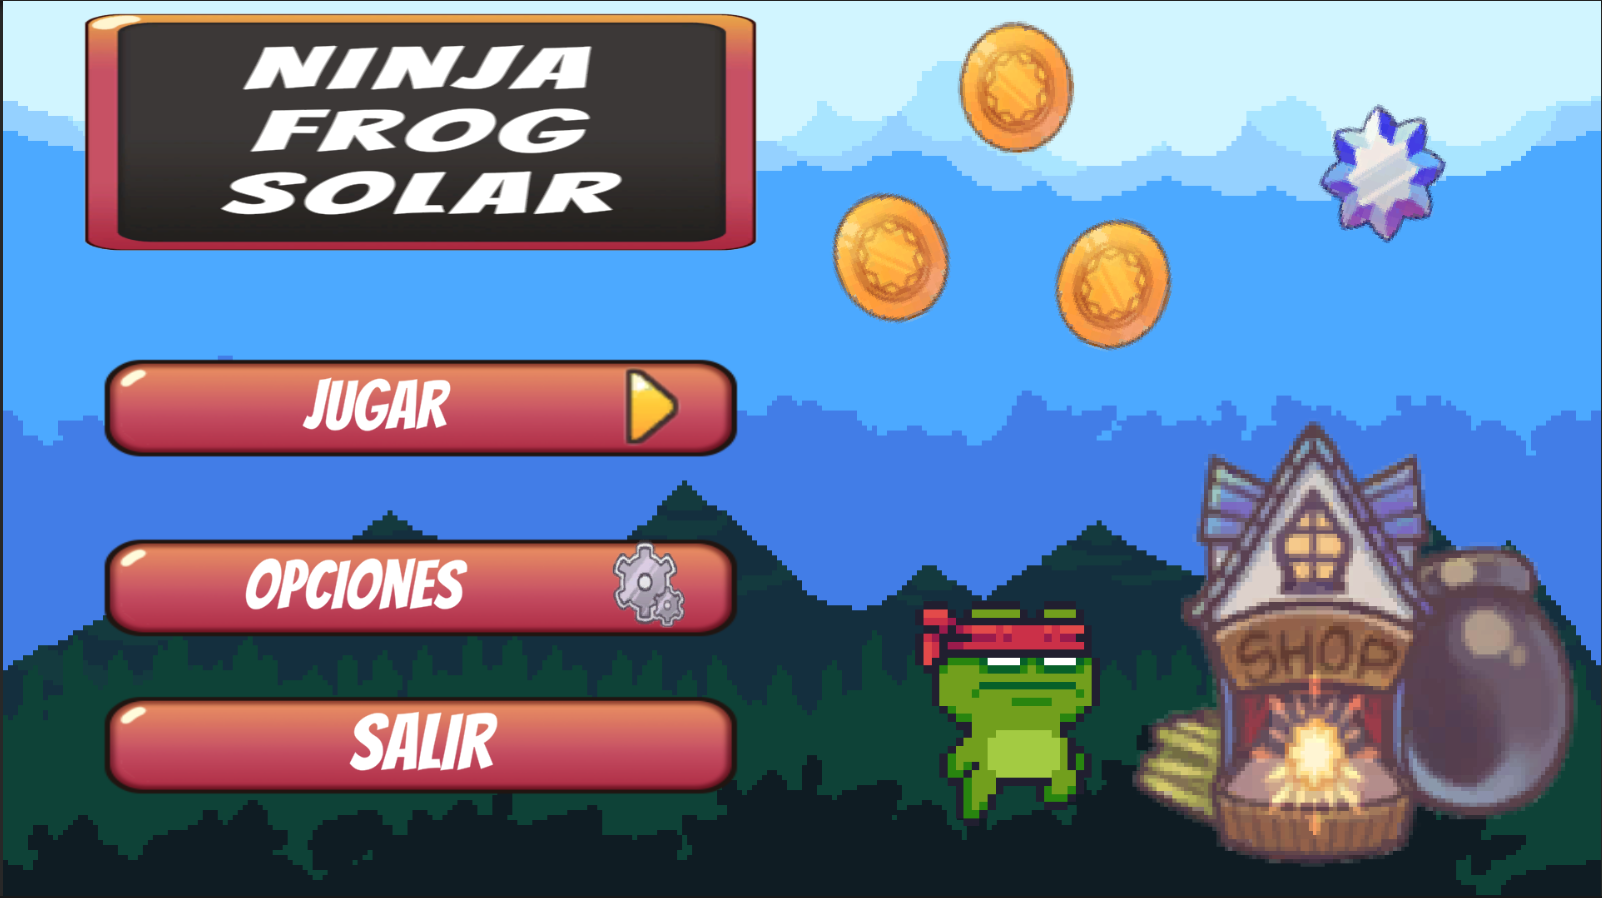 NINJA
FROG
SOLAR
JUGAR
OPCIONES
SHOP
SALIR